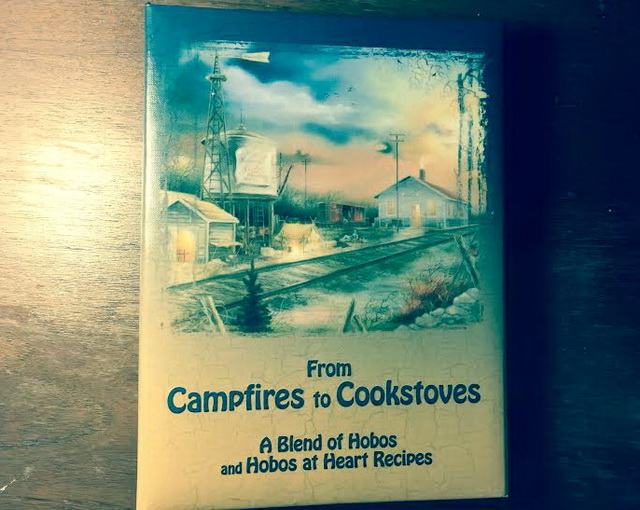 From
Campfires to Cookstoves
A Blend of Hobos
and Hobos at Heart Recipes